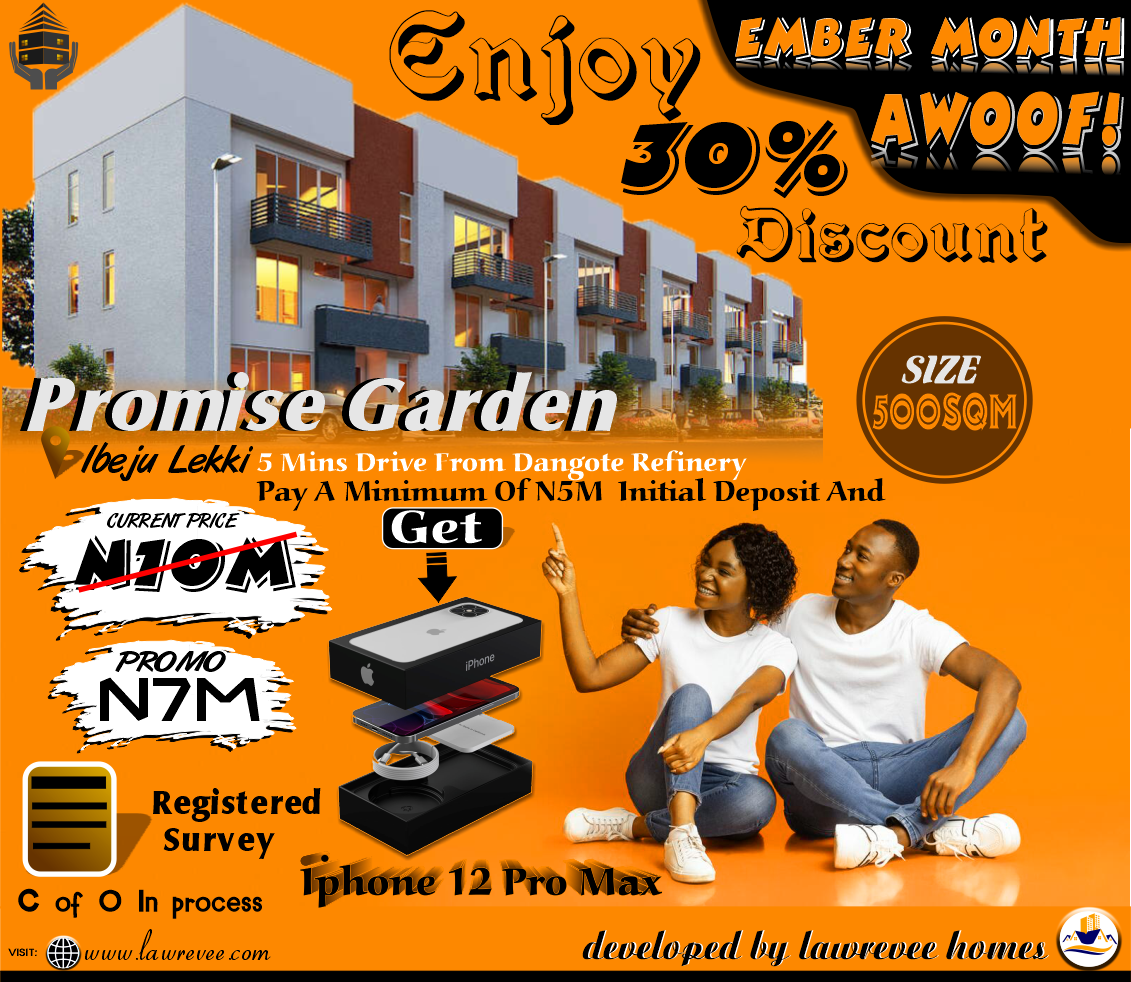 Enjoy
30%
Discount
EMBER MONTH
AWOOF!
SIZE
500SQM
Promise Garden
Ibeju Lekki
5 Mins Drive From Dangote Refinery
Pay A Minimum Of N5M Initial Deposit And
Get
CURRENT PRICE
N10M
PROMO
N7M
iPhone
Registered
Survey
C of O In process
Iphone 12 Pro Max
VISIT: www.lawrevee.com
developed by lawrevee homes